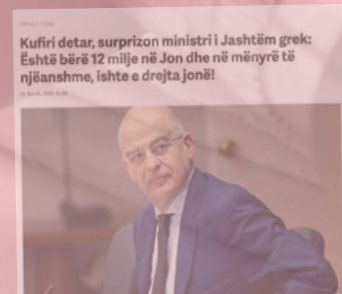 Kufiri detar, surprizon ministri i Jashtëm grek:
Është bërë 12 milje në Jon dhe në mënyrë të
njëanshme, ishte e drejta jonë!